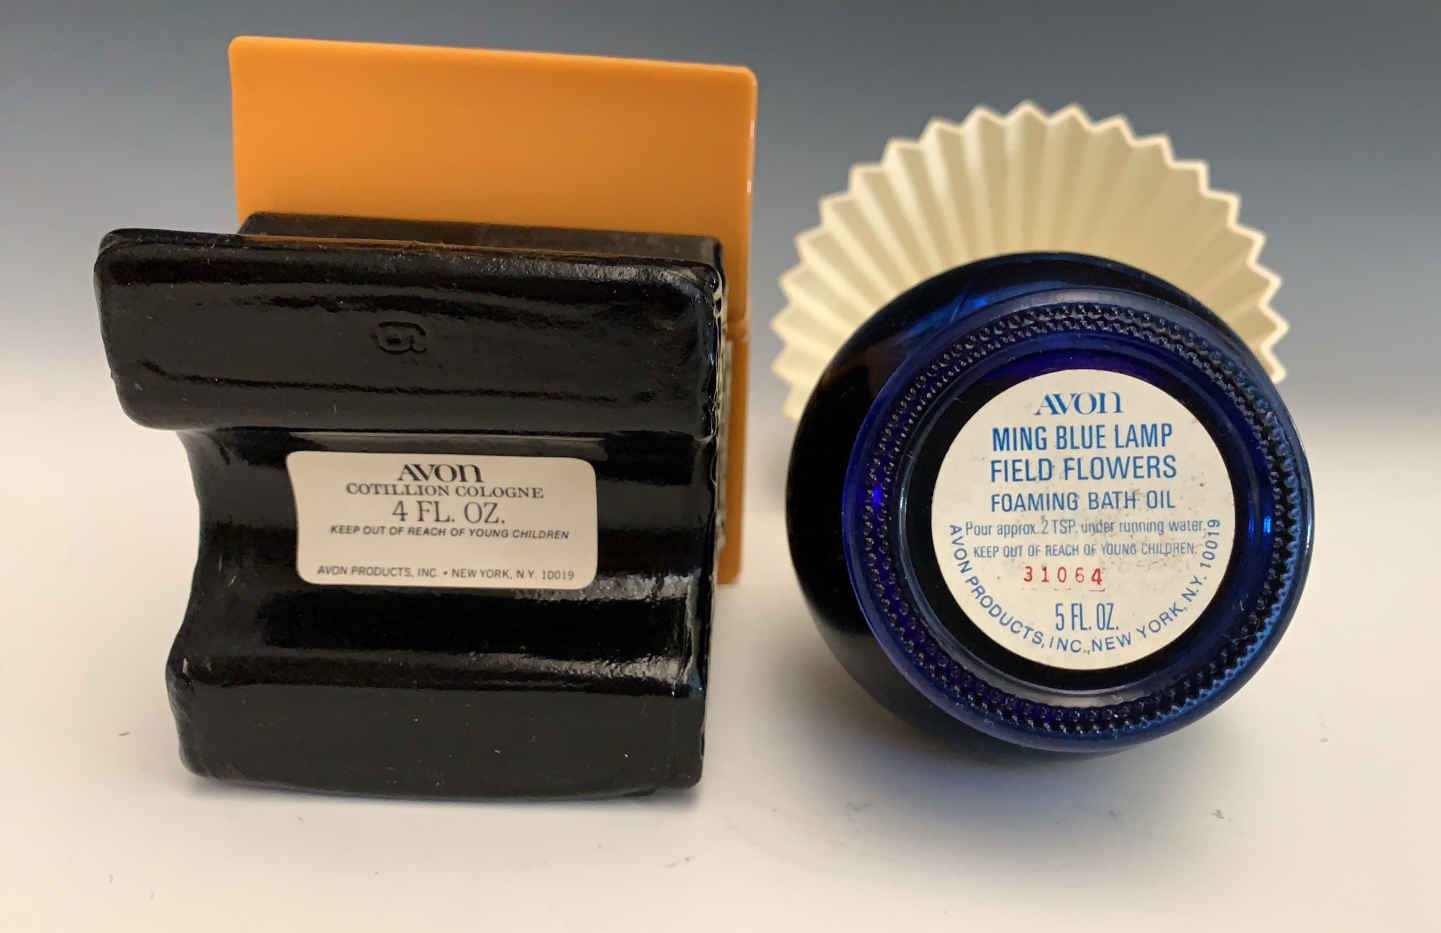 6
AVON
COTILLION COLOGNE
4 FL. OZ.
KEEP OUT OF REACH OF YOUNG CHILDREN
AVON PRODUCTS, INC. • NEW YORK, N.Y. 10019
AVON
MING BLUE LAMP
FIELD FLOWERS
FOAMING BATH OIL
Pour approx. 2 TSP. under running water.
KEEP OUT OF REACH OF YOUNG CHILDREN.
31064
5 FL. OZ.
AVON PRODUCTS, INC., NEW YORK, N.Y. 10019